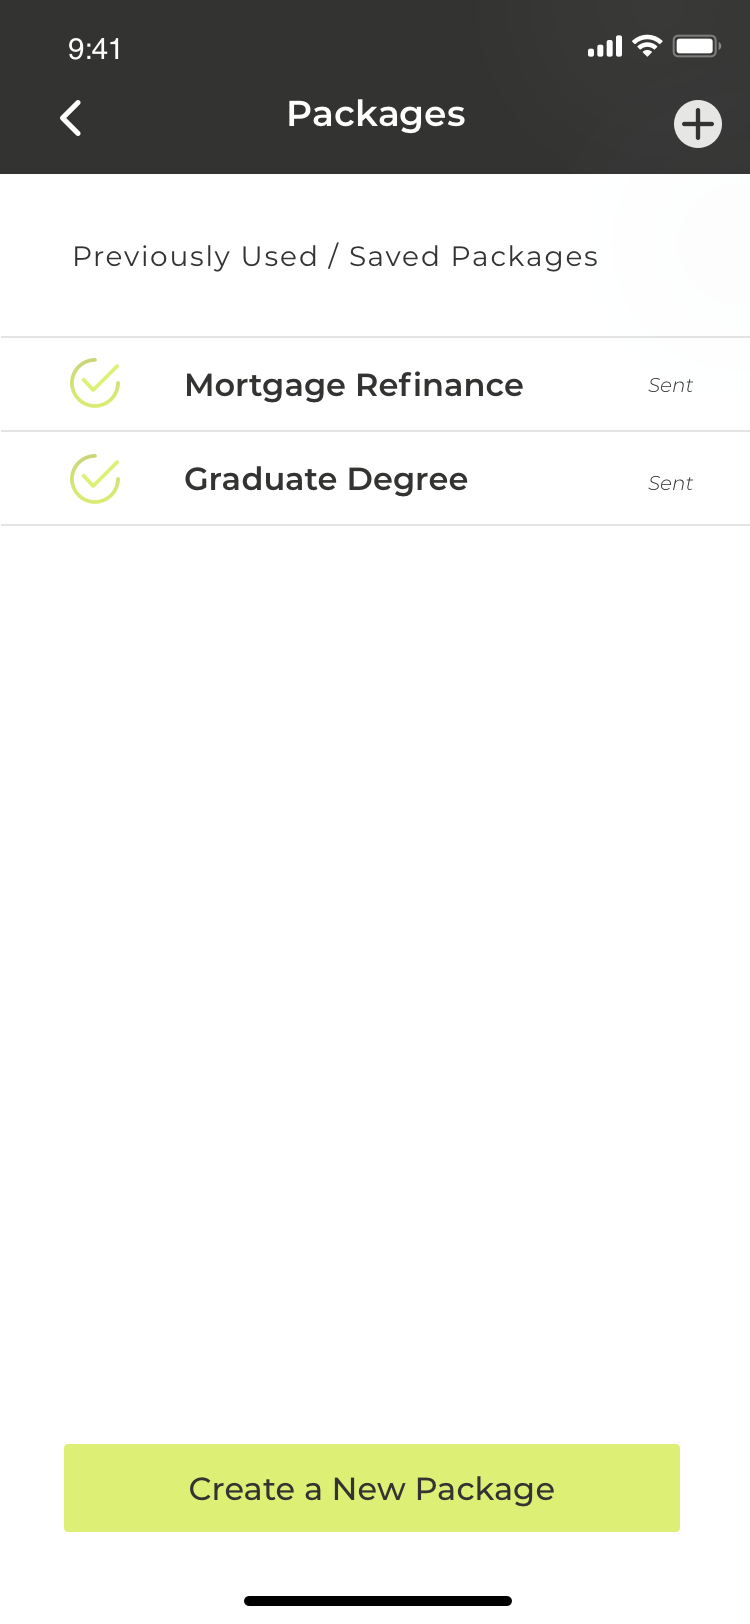 9:41
Packages
Previously Used / Saved Packages
Mortgage Refinance Sent
Graduate Degree Sent
Create a New Package